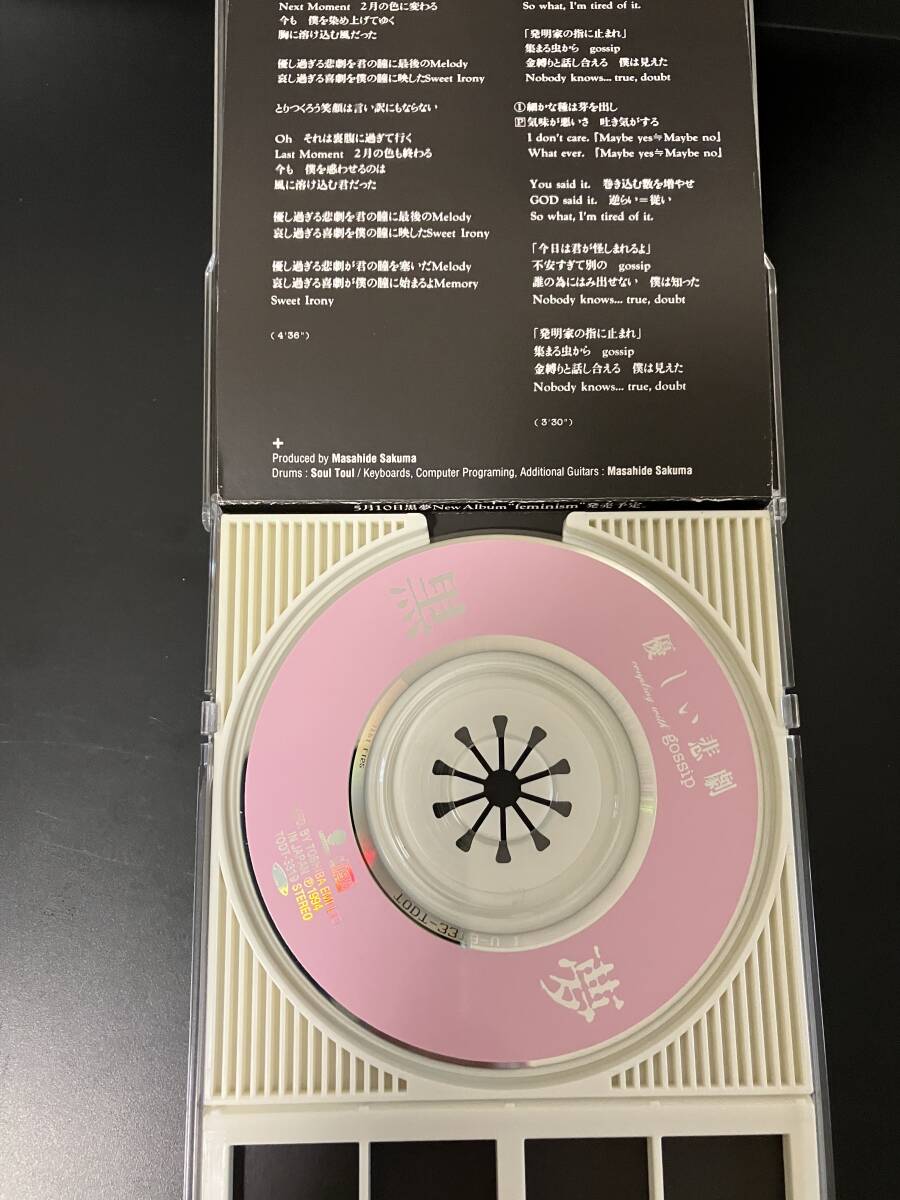 Next Moment　2月の色に変わる
今も　僕を染め上げてゆく
胸に溶け込む風だった
優し過ぎる悲劇を君の瞳に最後のMelody
哀し過ぎる喜劇を僕の瞳に映したSweet Irony
とりつくろう笑顔は言い訳にもならない
Oh　それは裏腹に過ぎて行く
Last Moment　2月の色も終わる
今も　僕を惑わせるのは
風に溶け込む君だった
優し過ぎる悲劇を君の瞳に最後のMelody
哀し過ぎる喜劇を僕の瞳に映したSweet Irony
優し過ぎる悲劇が君の瞳を塞いだMelody
哀し過ぎる喜劇が僕の瞳に始まるよMemory
Sweet Irony
(4'36")
So what, I'm tired of it.
「発明家の指に止まれ」
集まる虫から　gossip
金縛りと話し合える　僕は見えた
Nobody knows... true, doubt
Ⓘ細かな種は芽を出し
🄿気味が悪いさ　吐き気がする
I don't care.『Maybe yes≒Maybe no』
What ever.『Maybe yes≒Maybe no』
You said it.　巻き込む数を増やせ
GOD said it.　逆らい＝従い
So what, I'm tired of it.
「今日は君が怪しまれるよ」
不安すぎて別の　gossip
誰の為にはみ出せない　僕は知った
Nobody knows... true, doubt
「発明家の指に止まれ」
集まる虫から　gossip
金縛りと話し合える　僕は見えた
Nobody knows... true, doubt
(3'30")
+
Produced by Masahide Sakuma
Drums : Soul Toul / Keyboards, Computer Programing, Additional Guitars : Masahide Sakuma
5月10日黒夢New Album"feminism"発売予定。
黒
夢
優しい悲劇
coupling with gossip
BY TOSHIBA EMI
IN JAPAN ℗1994
TODT-3319 STEREO
TODT-33